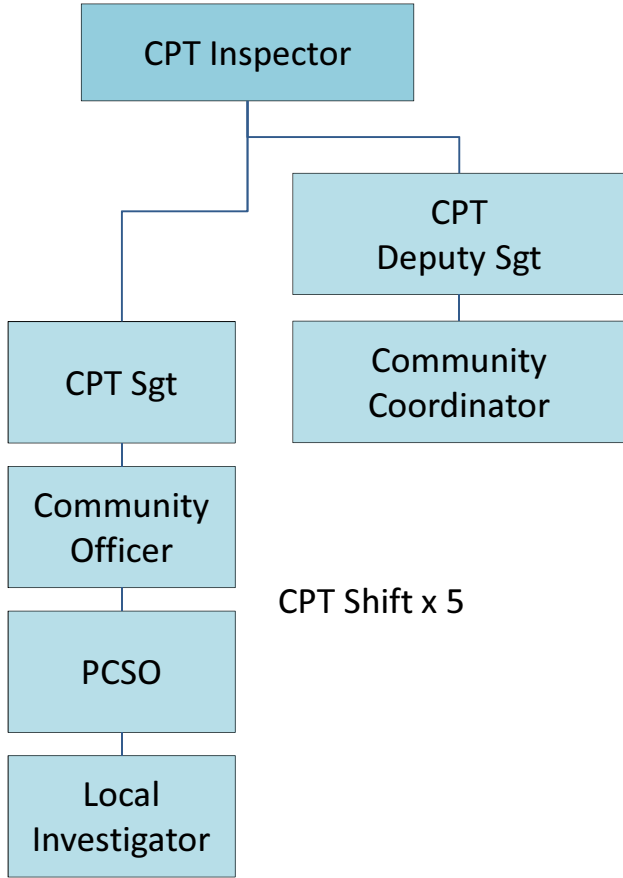 CPT Inspector
CPT
Deputy Sgt
CPT Sgt
Community
Coordinator
Community
Officer
CPT Shift x 5
PCSO
Local
Investigator